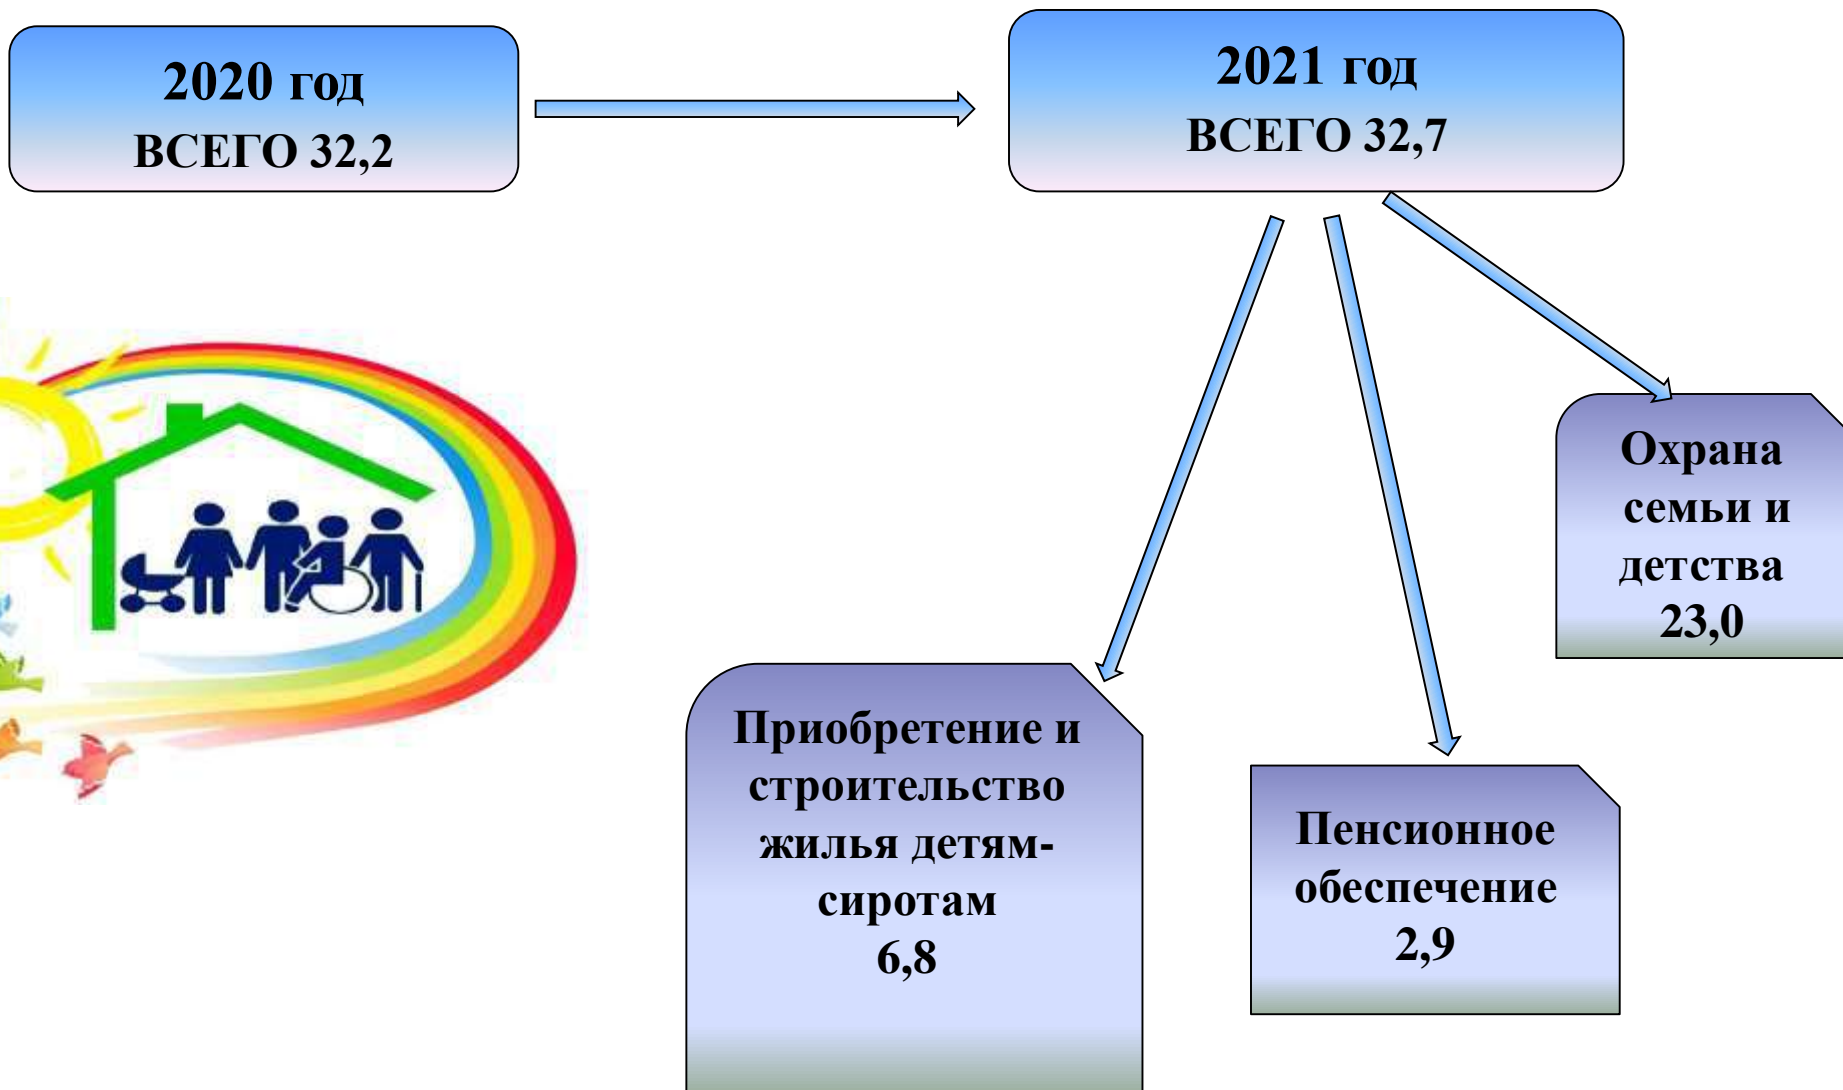 2020 год
ВСЕГО 32,2
2021 год
ВСЕГО 32,7
Охрана
семьи и
детства
23,0
Приобретение и
строительство
жилья детям-
сиротам
6,8
Пенсионное
обеспечение
2,9